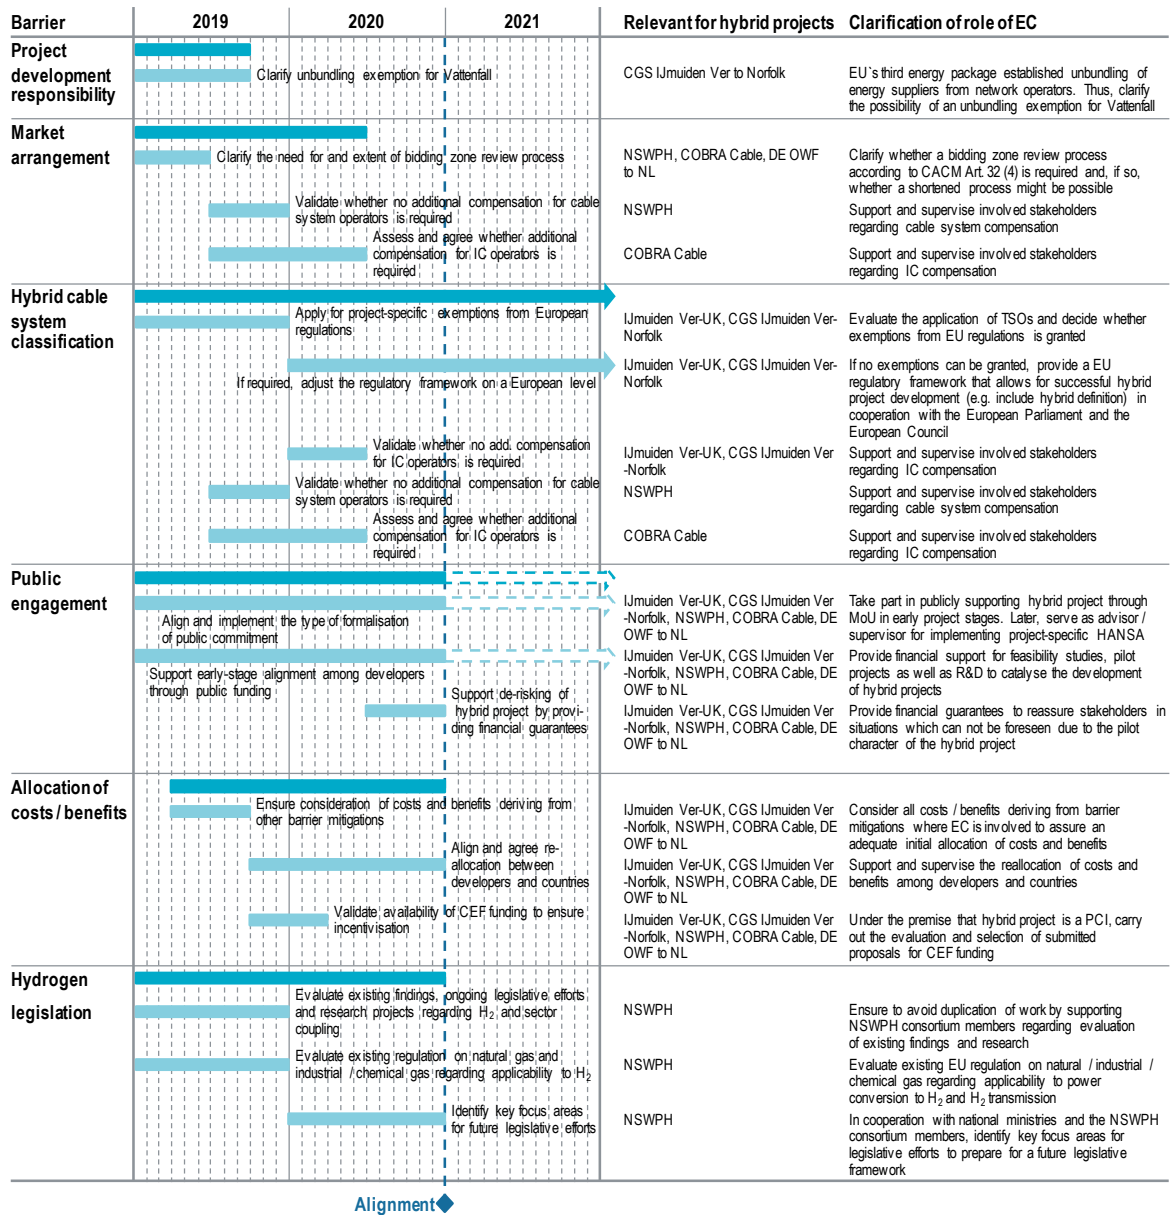 Barrier 2019 2020 2021 Relevant for hybrid projects Clarification of role of EC
Project
development
responsibility
Clarify unbundling exemption for Vattenfall
CGS IJmuiden Ver to Norfolk
EU`s third energy package established unbundling of
energy suppliers from network operators. Thus, clarify
the possibility of an unbundling exemption for Vattenfall
Market
arrangement
Clarify the need for and extent of bidding zone review process
NSWPH, COBRA Cable, DE OWF
to NL
Clarify whether a bidding zone review process
according to CACM Art. 32 (4) is required and, if so,
whether a shortened process might be possible
Validate whether no additional compensation for cable
system operators is required
NSWPH
Support and supervise involved stakeholders
regarding cable system compensation
Assess and agree whether additional
compensation for IC operators is
required
COBRA Cable
Support and supervise involved stakeholders
regarding IC compensation
Hybrid cable
system
classification
Apply for project-specific exemptions from European
regulations
IJmuiden Ver-UK, CGS IJmuiden Ver-
Norfolk
Evaluate the application of TSOs and decide whether
exemptions from EU regulations is granted
If required, adjust the regulatory framework on a European level
IJmuiden Ver-UK, CGS IJmuiden Ver-
Norfolk
If no exemptions can be granted, provide a EU
regulatory framework that allows for successful hybrid
project development (e.g. include hybrid definition) in
cooperation with the European Parliament and the
European Council
Validate whether no add. compensation
for IC operators is required
IJmuiden Ver-UK, CGS IJmuiden Ver
-Norfolk
Support and supervise involved stakeholders
regarding IC compensation
Validate whether no additional compensation for cable
system operators is required
NSWPH
Support and supervise involved stakeholders
regarding cable system compensation
Assess and agree whether additional
compensation for IC operators is
required
COBRA Cable
Support and supervise involved stakeholders
regarding IC compensation
Public
engagement
Align and implement the type of formalisation
of public commitment
IJmuiden Ver-UK, CGS IJmuiden Ver
-Norfolk, NSWPH, COBRA Cable, DE
OWF to NL
Take part in publicly supporting hybrid project through
MoU in early project stages. Later, serve as advisor /
supervisor for implementing project-specific HANSA
Support early-stage alignment among developers
through public funding
IJmuiden Ver-UK, CGS IJmuiden Ver
-Norfolk, NSWPH, COBRA Cable, DE
OWF to NL
Provide financial support for feasibility studies, pilot
projects as well as R&D to catalyse the development
of hybrid projects
Support de-risking of
hybrid project by provi-
ding financial guarantees
IJmuiden Ver-UK, CGS IJmuiden Ver
-Norfolk, NSWPH, COBRA Cable, DE
OWF to NL
Provide financial guarantees to reassure stakeholders in
situations which can not be foreseen due to the pilot
character of the hybrid project
Allocation of
costs / benefits
Ensure consideration of costs and benefits deriving from
other barrier mitigations
IJmuiden Ver-UK, CGS IJmuiden Ver
-Norfolk, NSWPH, COBRA Cable, DE
OWF to NL
Consider all costs / benefits deriving from barrier
mitigations where EC is involved to assure an
adequate initial allocation of costs and benefits
Align and agree re-
allocation between
developers and countries
IJmuiden Ver-UK, CGS IJmuiden Ver
-Norfolk, NSWPH, COBRA Cable, DE
OWF to NL
Support and supervise the reallocation of costs and
benefits among developers and countries
Validate availability of CEF funding to ensure
incentivisation
IJmuiden Ver-UK, CGS IJmuiden Ver
-Norfolk, NSWPH, COBRA Cable, DE
OWF to NL
Under the premise that hybrid project is a PCI, carry
out the evaluation and selection of submitted
proposals for CEF funding
Hydrogen
legislation
Evaluate existing findings, ongoing legislative efforts
and research projects regarding H2 and sector
coupling
NSWPH
Ensure to avoid duplication of work by supporting
NSWPH consortium members regarding evaluation
of existing findings and research
Evaluate existing regulation on natural gas and
industrial / chemical gas regarding applicability to H2
NSWPH
Evaluate existing EU regulation on natural / industrial /
chemical gas regarding applicability to power
conversion to H2 and H2 transmission
Identify key focus areas
for future legislative efforts
NSWPH
In cooperation with national ministries and the NSWPH
consortium members, identify key focus areas for
legislative efforts to prepare for a future legislative
framework
Alignment